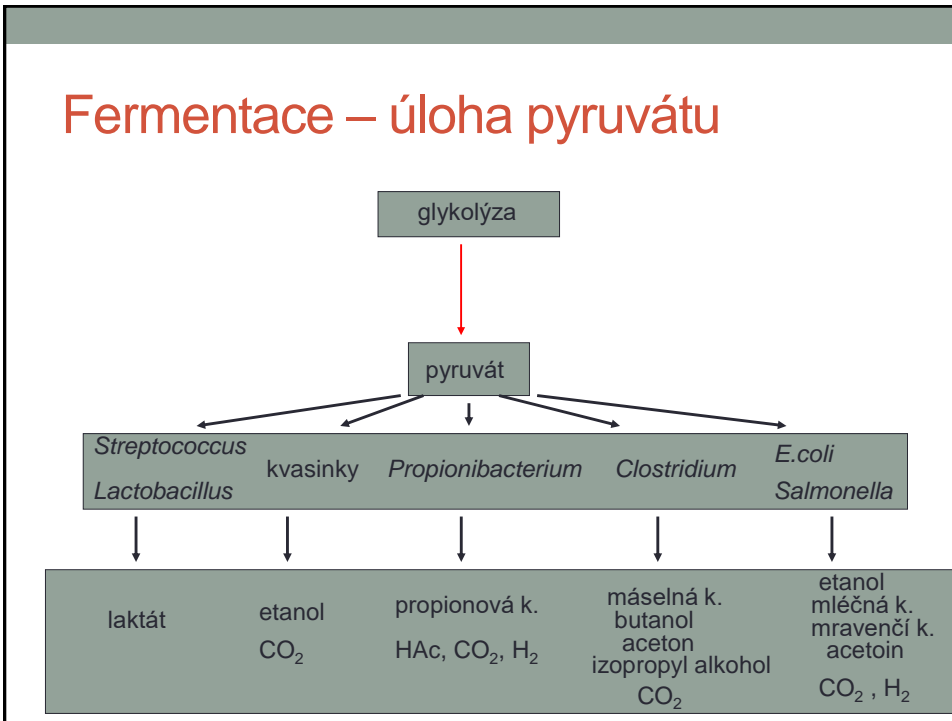 Fermentace – úloha pyruvátu
glykolýza
pyruvát
Streptococcus
Lactobacillus
kvasinky
Propionibacterium
Clostridium
E.coli
Salmonella
laktát
etanol
CO₂
propionová k.
HAc, CO₂, H₂
máselná k.
butanol
aceton
izopropyl alkohol
CO₂
etanol
mléčná k.
mravenčí k.
acetoin
CO₂ , H₂